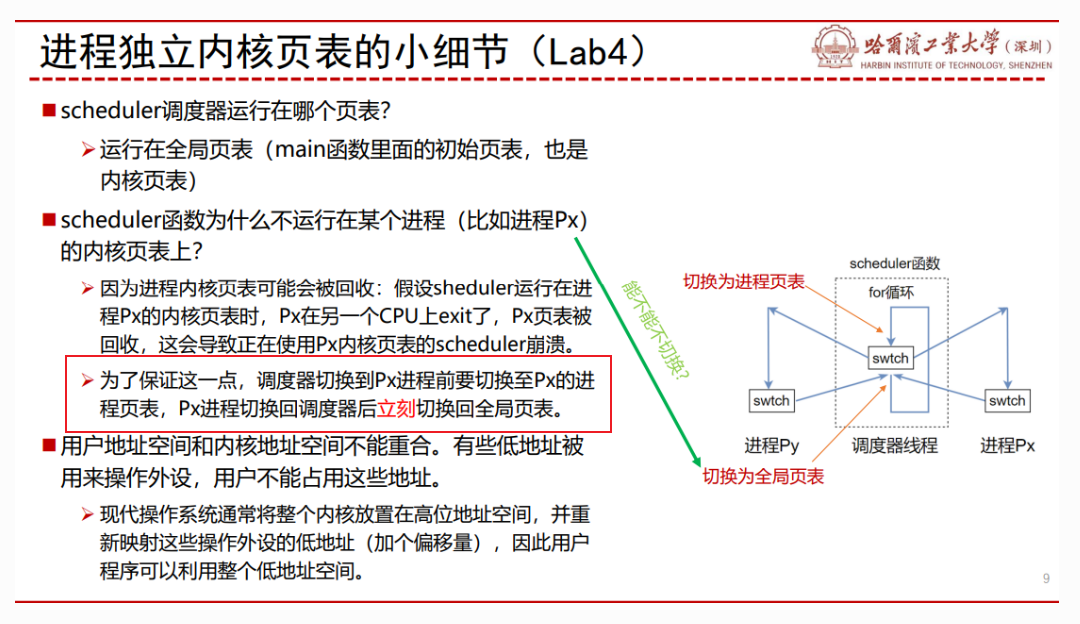 进程独立内核页表的小细节（Lab4）
哈尔滨工业大学（深圳）
HARBIN INSTITUTE OF TECHNOLOGY, SHENZHEN
scheduler调度器运行在哪个页表？
运行在全局页表（main函数里面的初始页表，也是
内核页表）
scheduler函数为什么不运行在某个进程（比如进程Px）
的内核页表上？
因为进程内核页表可能会被回收：假设sheduler运行在进
程Px的内核页表时，Px在另一个CPU上exit了，Px页表被
回收，这会导致正在使用Px内核页表的scheduler崩溃。
为了保证这一点，调度器切换到Px进程前要切换至Px的进
程页表，Px进程切换回调度器后立刻切换回全局页表。
用户地址空间和内核地址空间不能重合。有些低地址被
用来操作外设，用户不能占用这些地址。
现代操作系统通常将整个内核放置在高位地址空间，并重
新映射这些操作外设的低地址（加个偏移量），因此用户
程序可以利用整个低地址空间。
能不能不切换？
scheduler函数
切换为进程页表
for循环
swtch
swtch
swtch
进程Py
调度器线程
进程Px
切换为全局页表
9